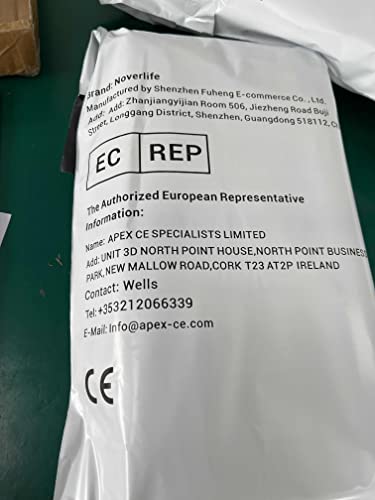 Brand: Noverlife
Manufactured by Shenzhen Fuheng E-commerce Co., Ltd.
Add: Add: Zhanjiangyijian Room 506, Jiezheng Road Buji
Street, Longgang District, Shenzhen, Guangdong 518112,
EC REP
The Authorized European Representative
Information:
Name: APEX CE SPECIALISTS LIMITED
Add: UNIT 3D NORTH POINT HOUSE,NORTH POINT BUSINESS
PARK,NEW MALLOW ROAD,CORK T23 AT2P IRELAND
Contact: Wells
Tel:+353212066339
E-Mail: Info@apex-ce.com
CE